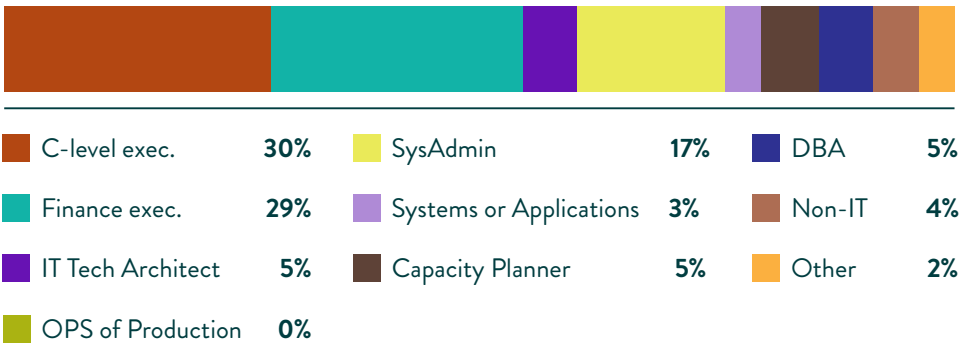 C-level exec. 30%
Finance exec. 29%
IT Tech Architect 5%
OPS of Production 0%
SysAdmin 17%
Systems or Applications 3%
Capacity Planner 5%
DBA 5%
Non-IT 4%
Other 2%